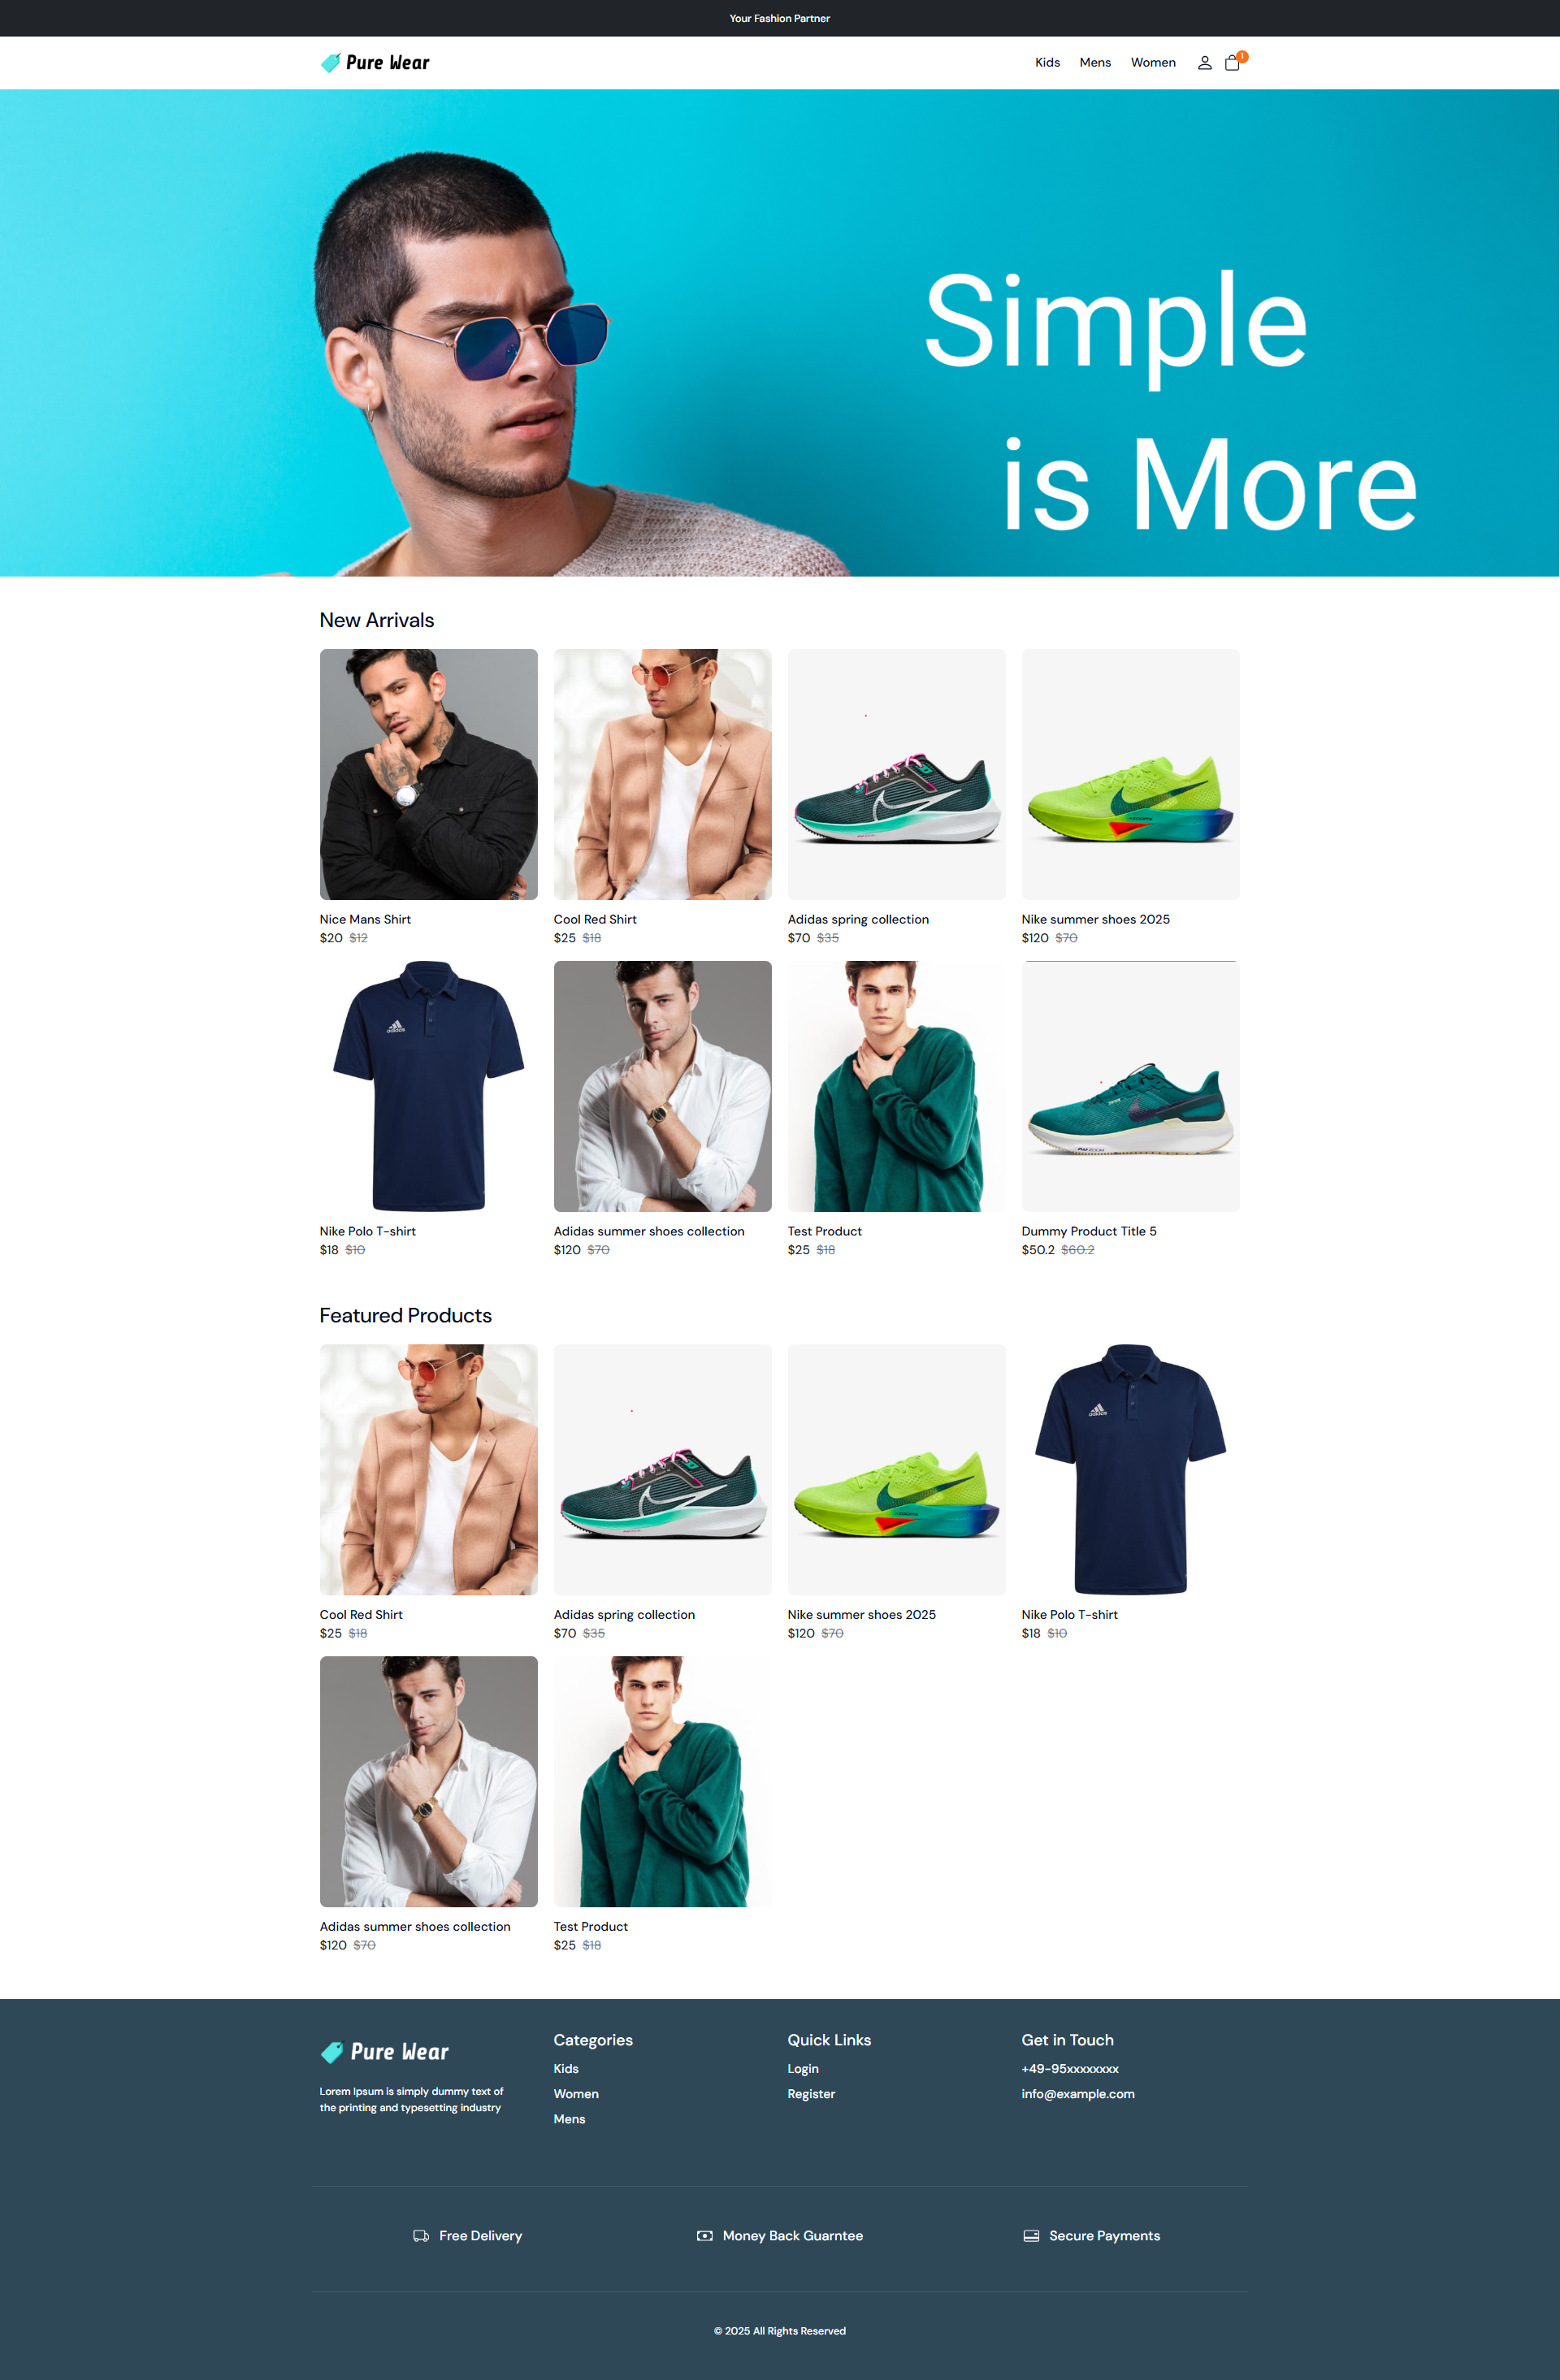 Your Fashion Partner
Pure Wear
Kids Mens Women 1
Simple
is More
New Arrivals
Nice Mans Shirt
$20 $12
Cool Red Shirt
$25 $18
Adidas spring collection
$70 $35
Nike summer shoes 2025
$120 $70
adidas
Nike Polo T-shirt
$18 $10
Adidas summer shoes collection
$120 $70
Test Product
$25 $18
Dummy Product Title 5
$50.2 $60.2
Featured Products
Cool Red Shirt
$25 $18
Adidas spring collection
$70 $35
Nike summer shoes 2025
$120 $70
adidas
Nike Polo T-shirt
$18 $10
Adidas summer shoes collection
$120 $70
Test Product
$25 $18
Pure Wear
Lorem Ipsum is simply dummy text of
the printing and typesetting industry
Categories
Kids
Women
Mens
Quick Links
Login
Register
Get in Touch
+49-95xxxxxxxx
info@example.com
Free Delivery
Money Back Guarntee
Secure Payments
© 2025 All Rights Reserved